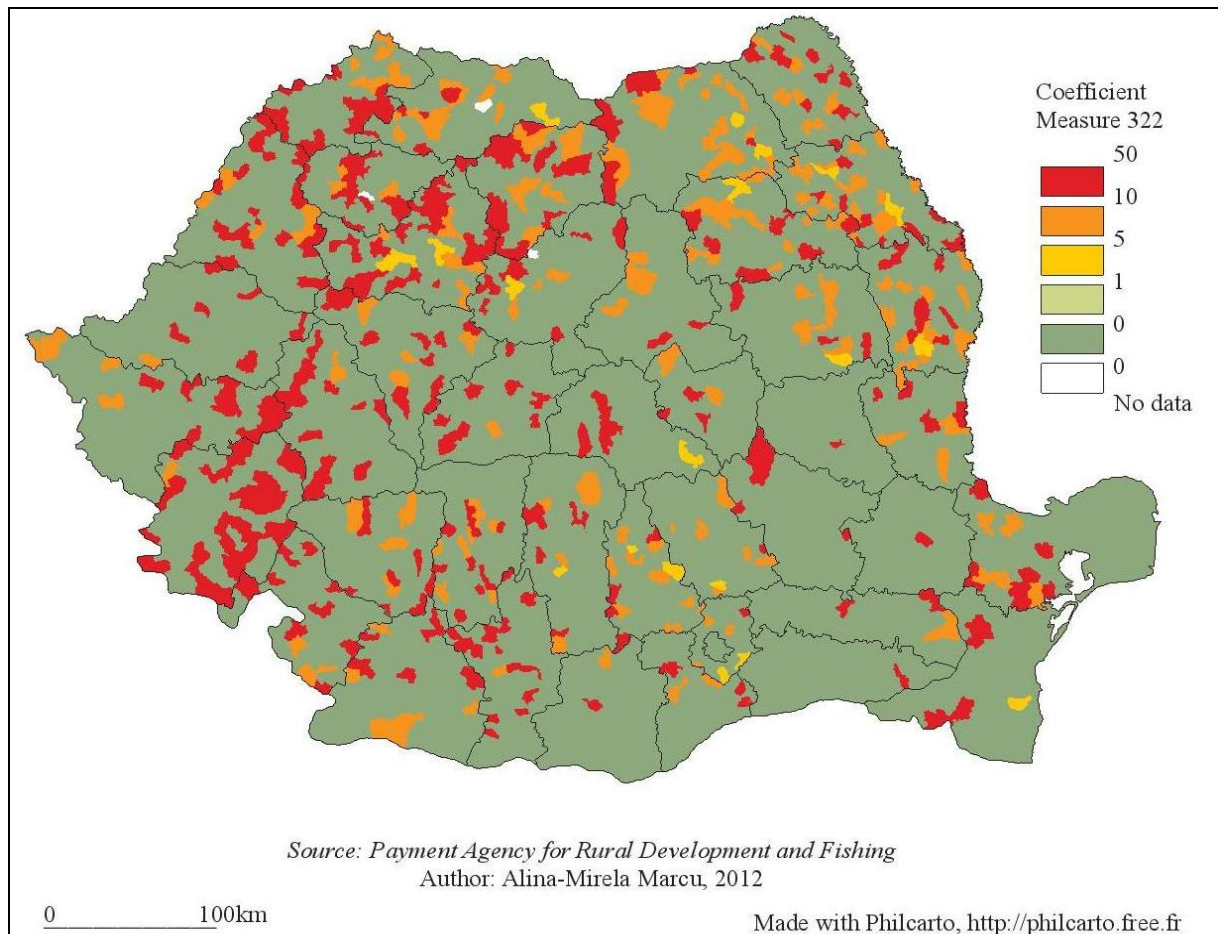 Coefficient
Measure 322
50
10
5
1
0
0
No data
Source: Payment Agency for Rural Development and Fishing
Author: Alina-Mirela Marcu, 2012
0 100km
Made with Philcarto, http://philcarto.free.fr